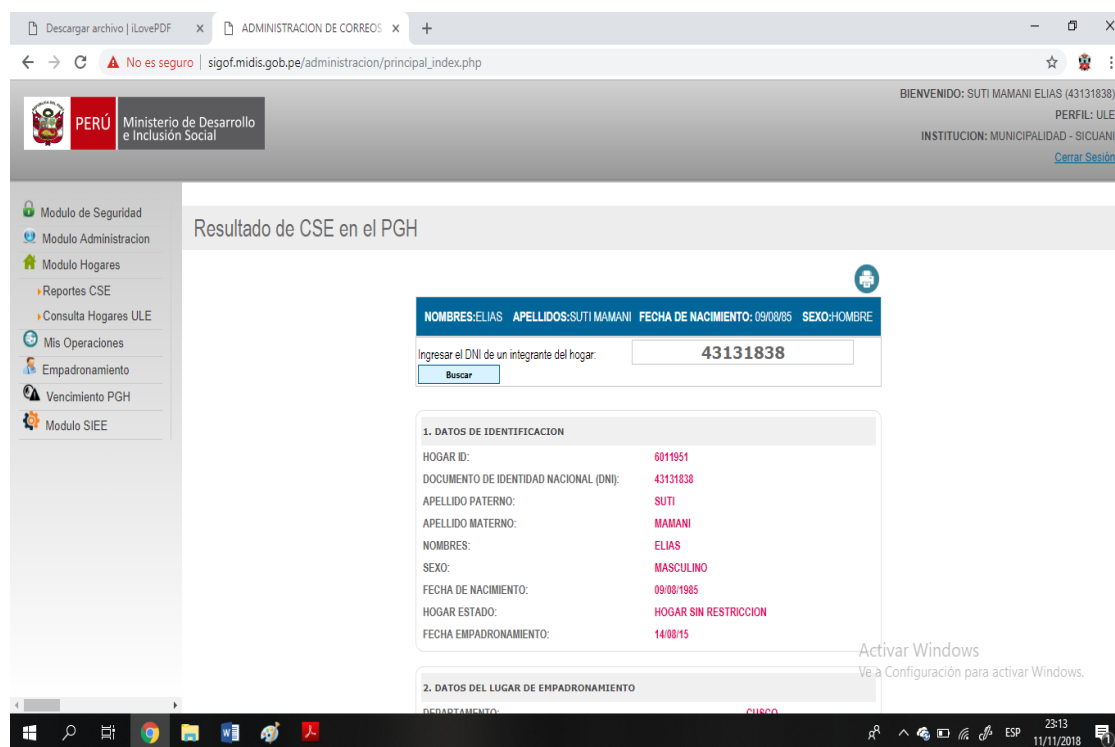 Descargar archivo | iLovePDF
ADMINISTRACION DE CORREOS
No es seguro | sigof.midis.gob.pe/administracion/principal_index.php
BIENVENIDO: SUTI MAMANI ELIAS (43131838)
PERFIL: ULE
INSTITUCION: MUNICIPALIDAD - SICUANI
Cerrar Sesión
PERÚ
Ministerio de Desarrollo
e Inclusión Social
Modulo de Seguridad
Modulo Administracion
Modulo Hogares
Reportes CSE
Consulta Hogares ULE
Mis Operaciones
Empadronamiento
Vencimiento PGH
Modulo SIEE
Resultado de CSE en el PGH
NOMBRES:ELIAS APELLIDOS:SUTI MAMANI FECHA DE NACIMIENTO: 09/08/85 SEXO:HOMBRE
Ingresar el DNI de un integrante del hogar: 43131838
Buscar
1. DATOS DE IDENTIFICACION
HOGAR ID: 6011951
DOCUMENTO DE IDENTIDAD NACIONAL (DNI): 43131838
APELLIDO PATERNO: SUTI
APELLIDO MATERNO: MAMANI
NOMBRES: ELIAS
SEXO: MASCULINO
FECHA DE NACIMIENTO: 09/08/1985
HOGAR ESTADO: HOGAR SIN RESTRICCION
FECHA EMPADRONAMIENTO: 14/08/15
2. DATOS DEL LUGAR DE EMPADRONAMIENTO
DEPARTAMENTO: CUSCO
Activar Windows
Ve a Configuración para activar Windows.
ESP
23:13
11/11/2018